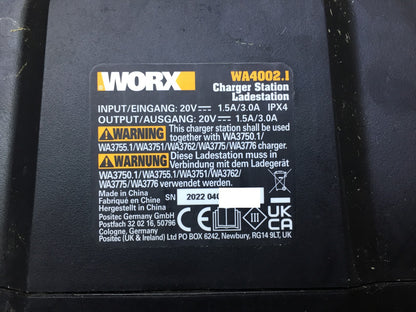 WORX
WA4002.1
Charger Station
Ladestation
INPUT/EINGANG: 20V⎓ 1.5A/3.0A IPX4
OUTPUT/AUSGANG: 20V⎓ 1.5A/3.0A
WARNING This charger station shall be used
together with WA3750.1/
WA3755.1/WA3751/WA3762/WA3775/WA3776 charger.
WARNUNG Diese Ladestation muss in
Verbindung mit dem Ladegerät
WA3750.1/WA3755.1/WA3751/WA3762/
WA3775/WA3776 verwendet werden.
Made in China
Fabriqué en Chine
Hergestellt in China
SN 2022 040
Positec Germany GmbH
Postfach 32 02 16, 50796
Cologne, Germany
Positec (UK & Ireland) Ltd PO BOX 6242, Newbury, RG14 9LT, UK
CE
III
UK
CA